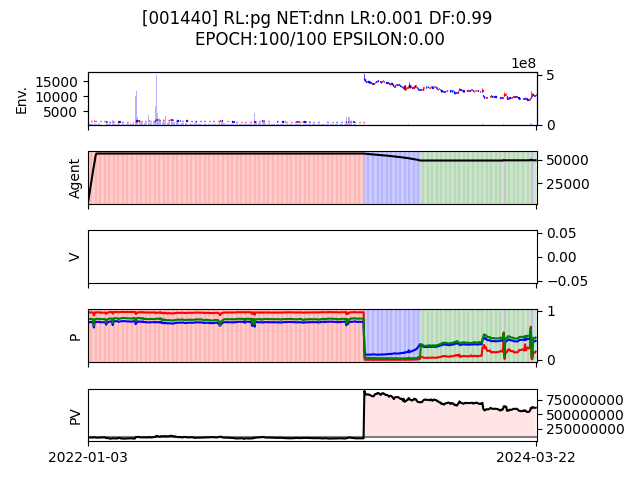 [001440] RL:pg NET:dnn LR:0.001 DF:0.99
EPOCH:100/100 EPSILON:0.00
1e8
Env.
15000
10000
5000
5
0
Agent
50000
25000
V
0.05
0.00
−0.05
P
1
0
PV
750000000
500000000
250000000
2022-01-03
2024-03-22